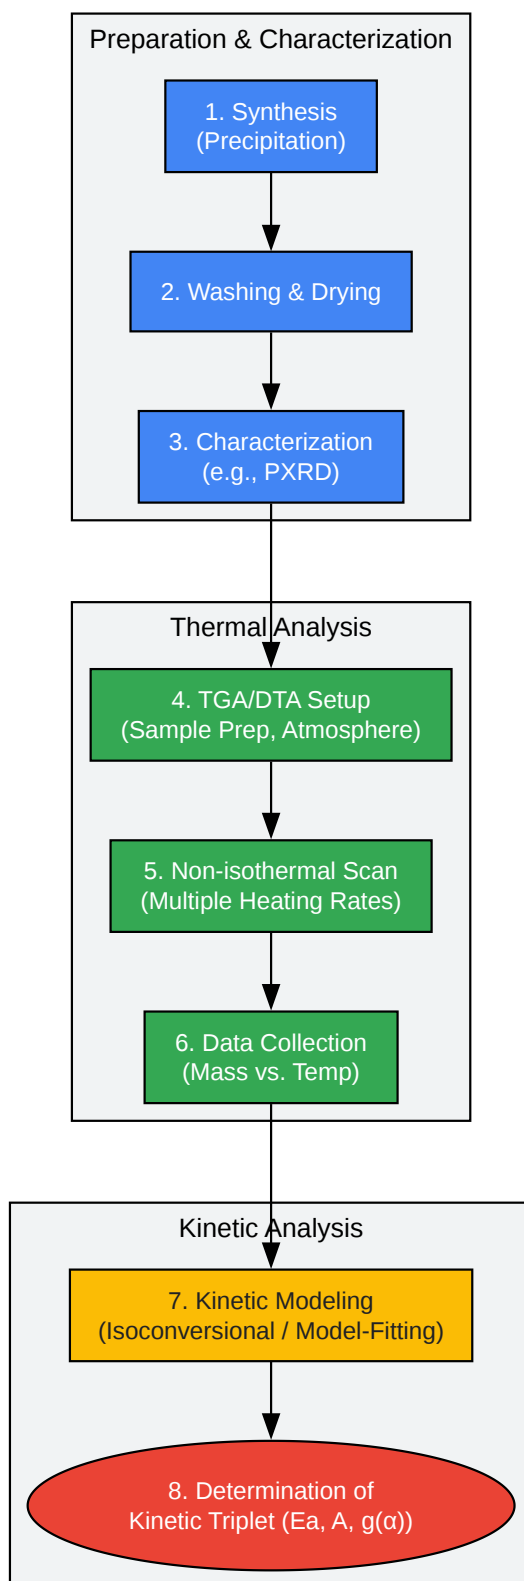 Preparation & Characterization
1. Synthesis
(Precipitation)
2. Washing & Drying
3. Characterization
(e.g., PXRD)
Thermal Analysis
4. TGA/DTA Setup
(Sample Prep, Atmosphere)
5. Non-isothermal Scan
(Multiple Heating Rates)
6. Data Collection
(Mass vs. Temp)
Kinetic Analysis
7. Kinetic Modeling
(Isoconversional / Model-Fitting)
8. Determination of
Kinetic Triplet (Ea, A, g(α))